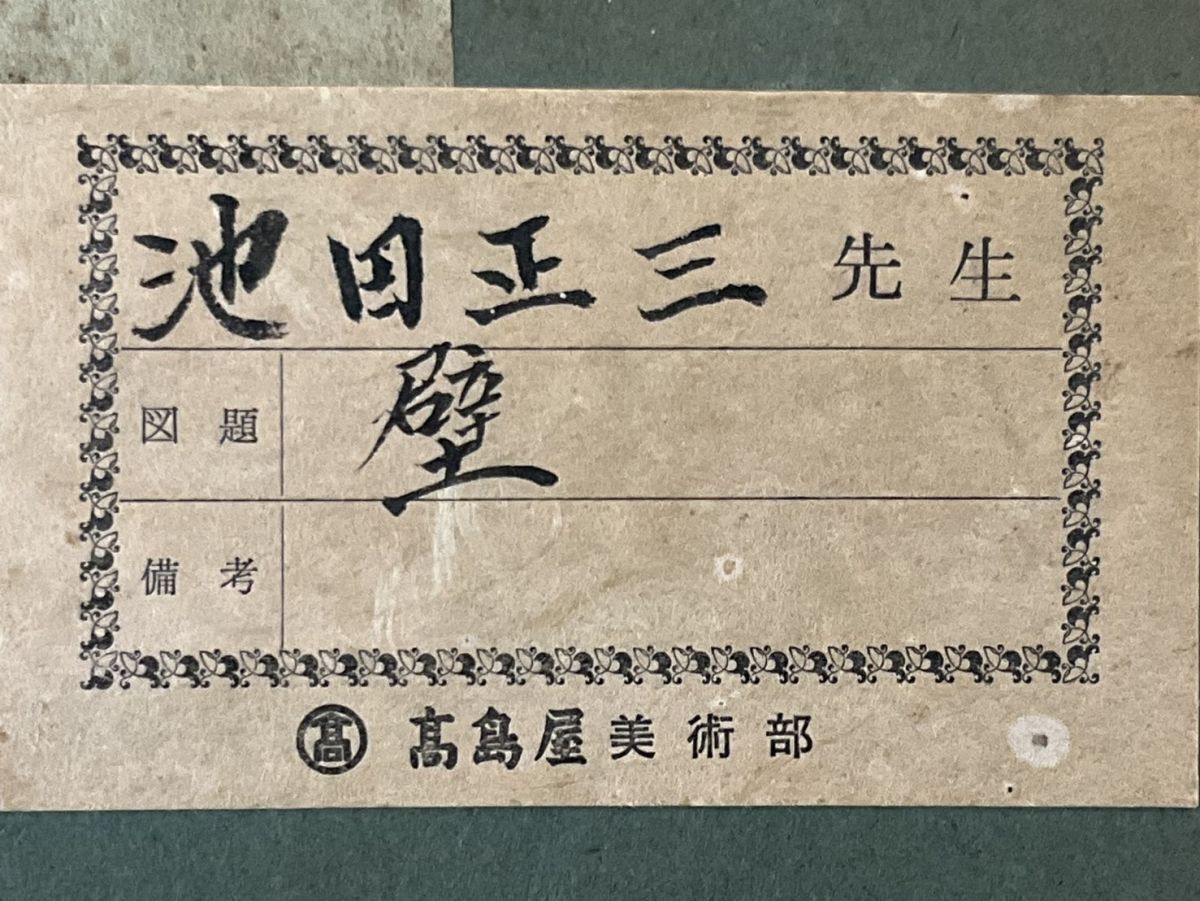 池田正三先生
図題 壁
備考
髙 髙島屋美術部